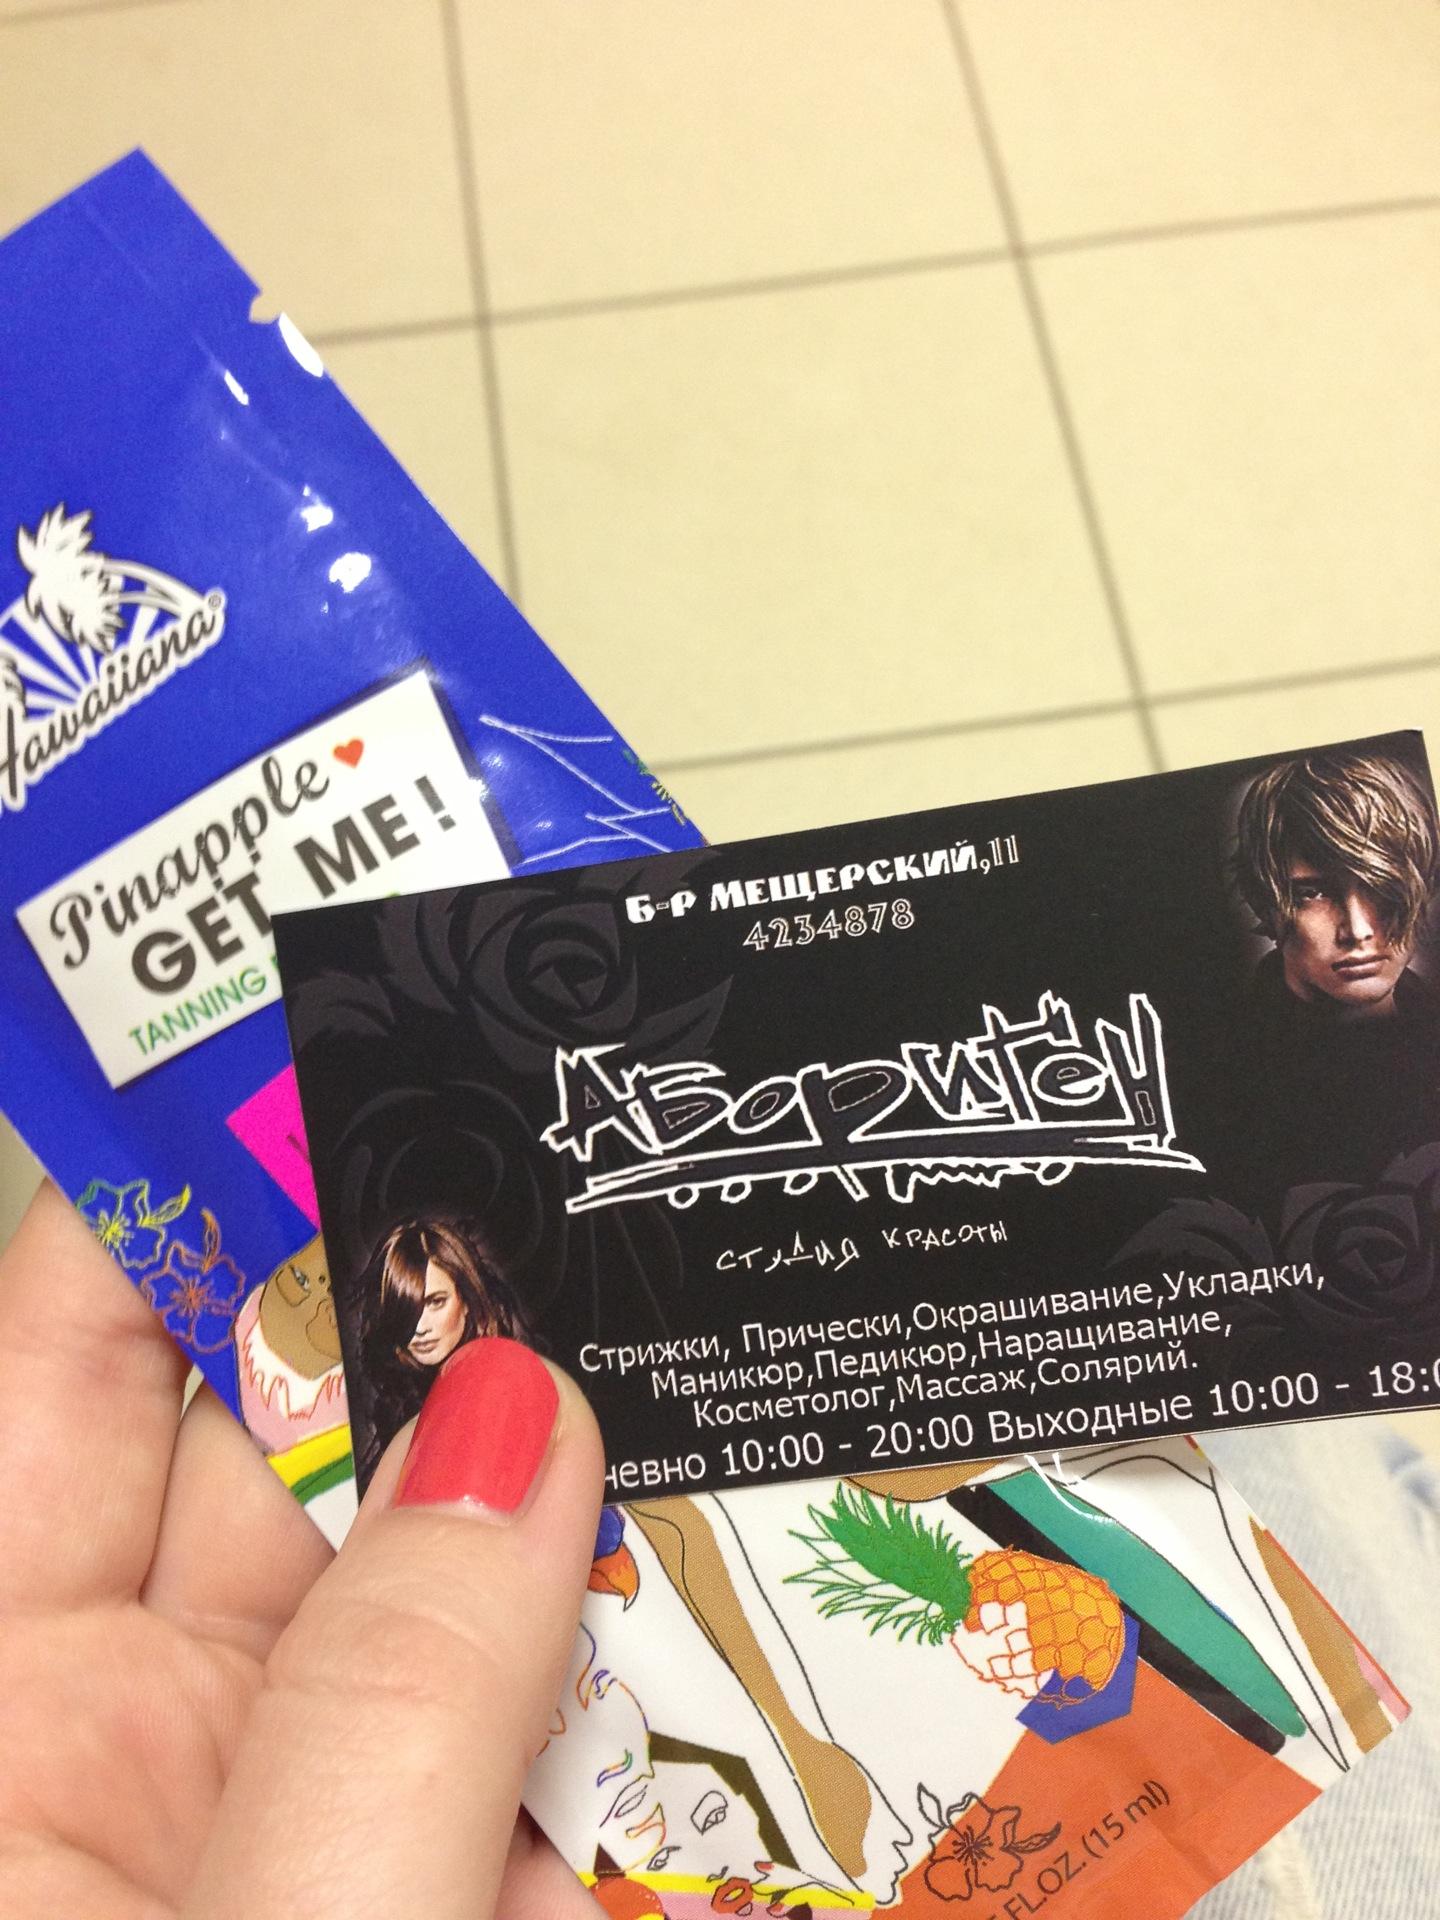 Hawaiiana®
Pinapple
GET ME!
TANNING
Б-р МЕЩЕРСКИЙ,11
4234878
АБОРИГЕН
студия красоты
Стрижки, Прически,Окрашивание,Укладки,
Маникюр,Педикюр,Наращивание,
Косметолог,Массаж,Солярий.
10:00 - 20:00 Выходные 10:00 -
FL.OZ. (15 ml)